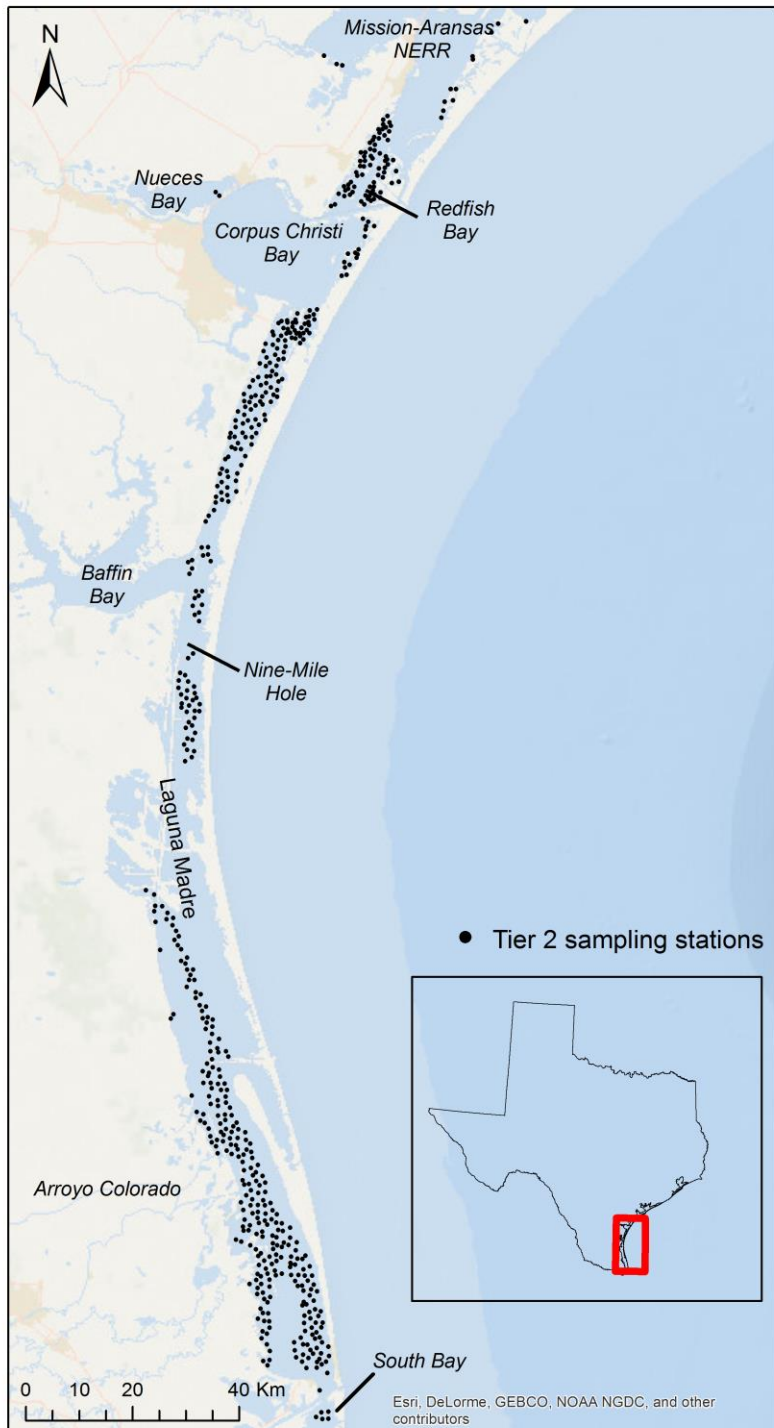 Mission-Aransas
NERR
N
Nueces
Bay
Corpus Christi
Bay
Redfish
Bay
Baffin
Bay
Nine-Mile
Hole
Laguna Madre
Tier 2 sampling stations
Arroyo Colorado
South Bay
0 10 20 40 Km
Esri, DeLorme, GEBCO, NOAA NGDC, and other
contributors